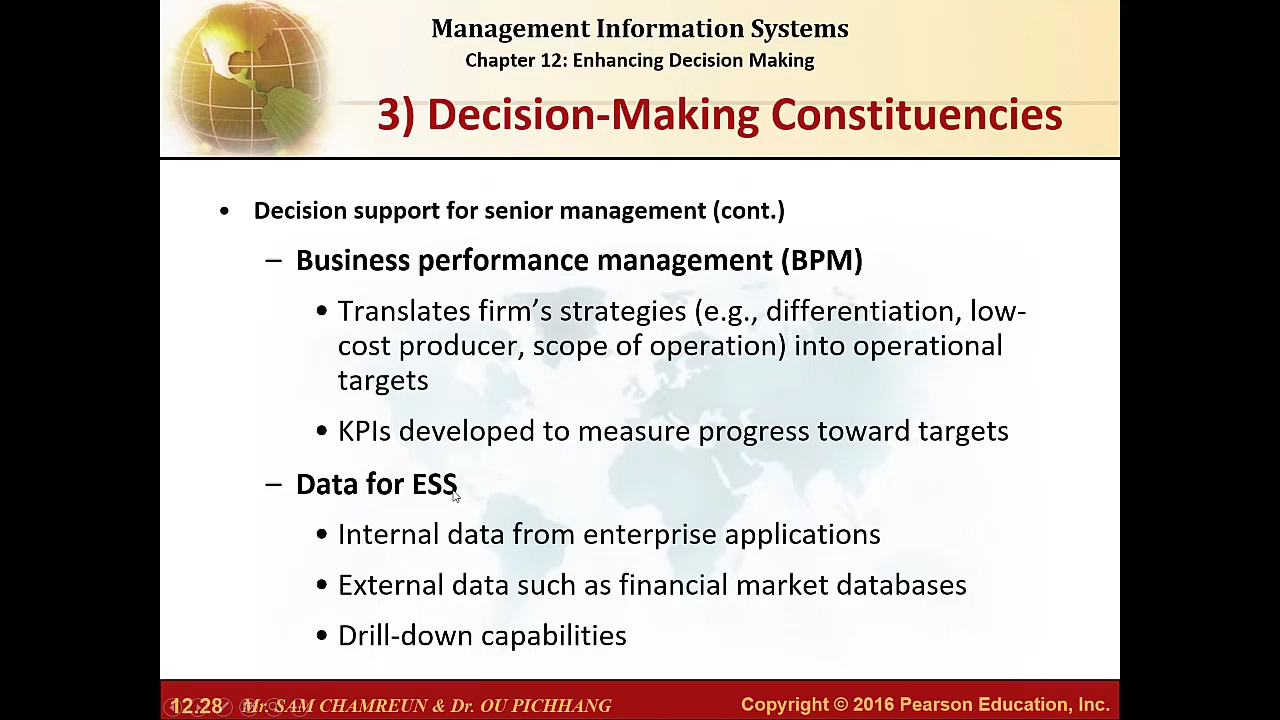 Management Information Systems
Chapter 12: Enhancing Decision Making
3) Decision-Making Constituencies
• Decision support for senior management (cont.)
– Business performance management (BPM)
• Translates firm’s strategies (e.g., differentiation, low-
cost producer, scope of operation) into operational
targets
• KPIs developed to measure progress toward targets
– Data for ESS
• Internal data from enterprise applications
• External data such as financial market databases
• Drill-down capabilities
12.28 Mr. SAM CHAMREUN & Dr. OU PICHHANG
Copyright © 2016 Pearson Education, Inc.